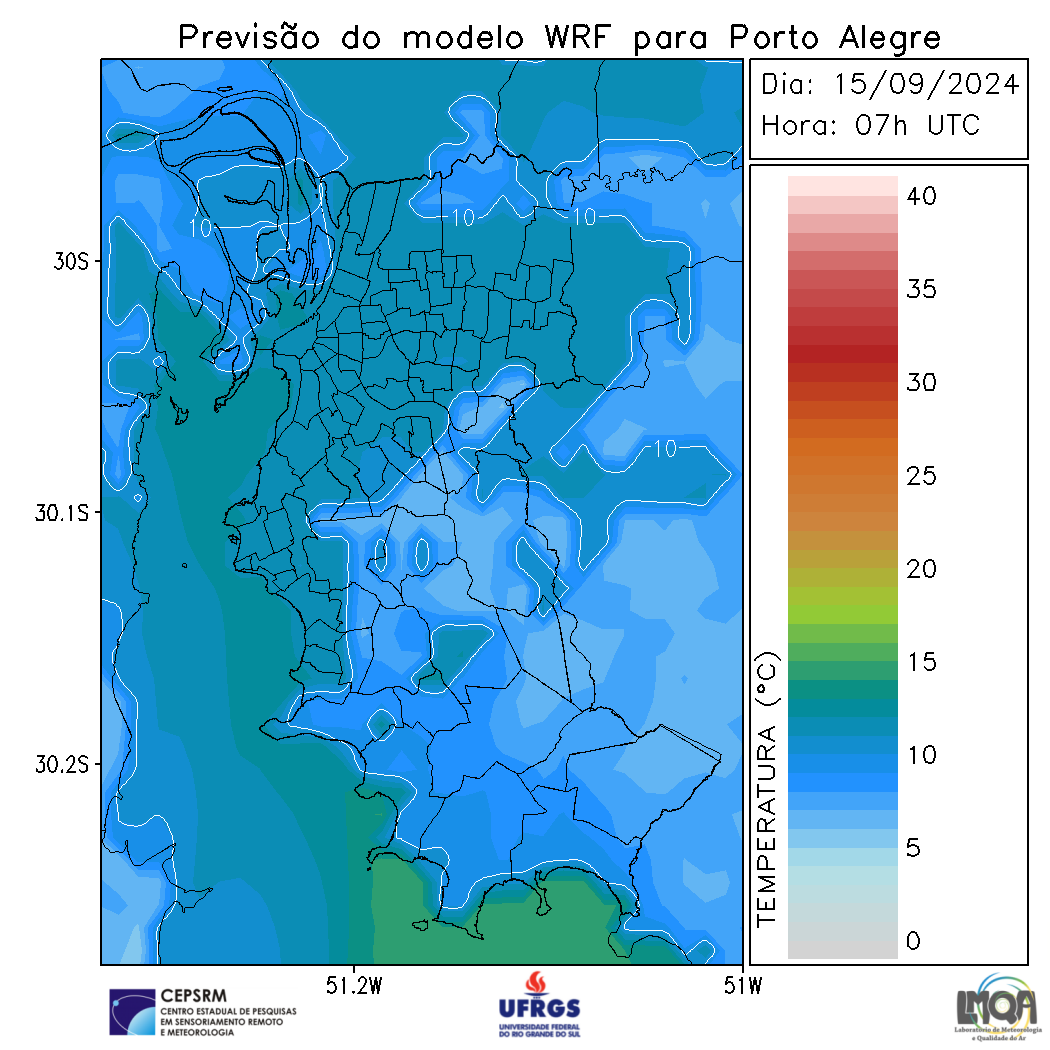 Previsão do modelo WRF para Porto Alegre
Dia: 15/09/2024
Hora: 07h UTC
40
35
30
25
20
15
10
5
0
TEMPERATURA (°C)
30S
30.1S
30.2S
51.2W
51W
10
10
10
10
CEPSRM
CENTRO ESTADUAL DE PESQUISAS
EM SENSORIAMENTO REMOTO
E METEOROLOGIA
UFRGS
UNIVERSIDADE FEDERAL
DO RIO GRANDE DO SUL
LMQA
Laboratório de Meteorologia
e Qualidade do Ar